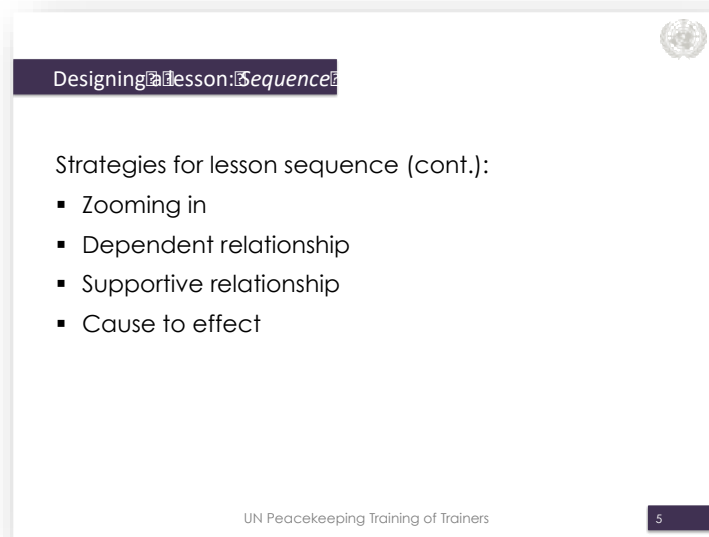 Designing a lesson: Sequence
Strategies for lesson sequence (cont.):
▪ Zooming in
▪ Dependent relationship
▪ Supportive relationship
▪ Cause to effect
UN Peacekeeping Training of Trainers
5